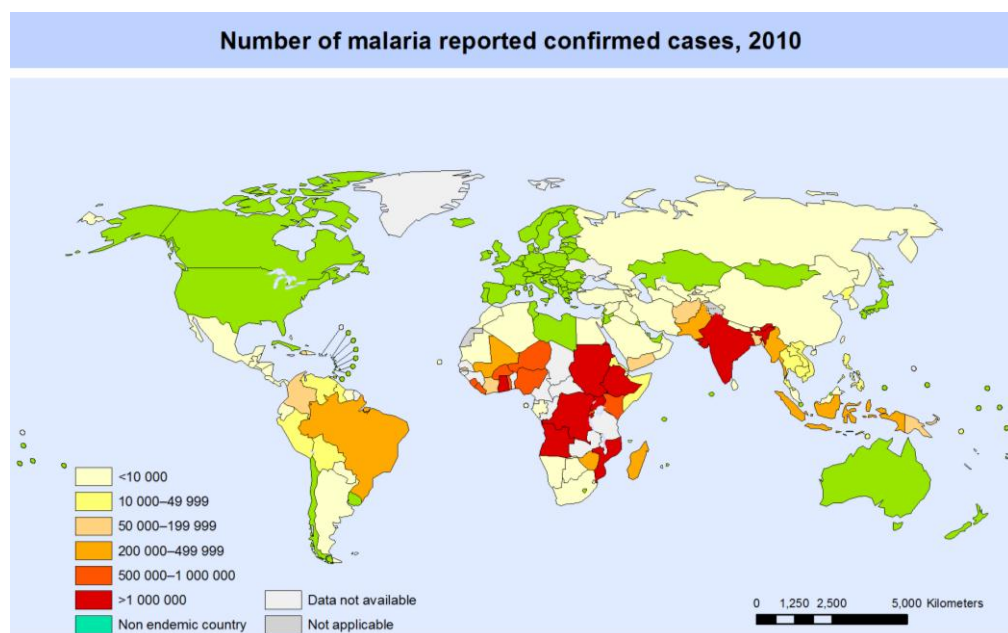 Number of malaria reported confirmed cases, 2010
<10 000
10 000–49 999
50 000–199 999
200 000–499 999
500 000–1 000 000
>1 000 000
Non endemic country
Data not available
Not applicable
0 1,250 2,500 5,000 Kilometers